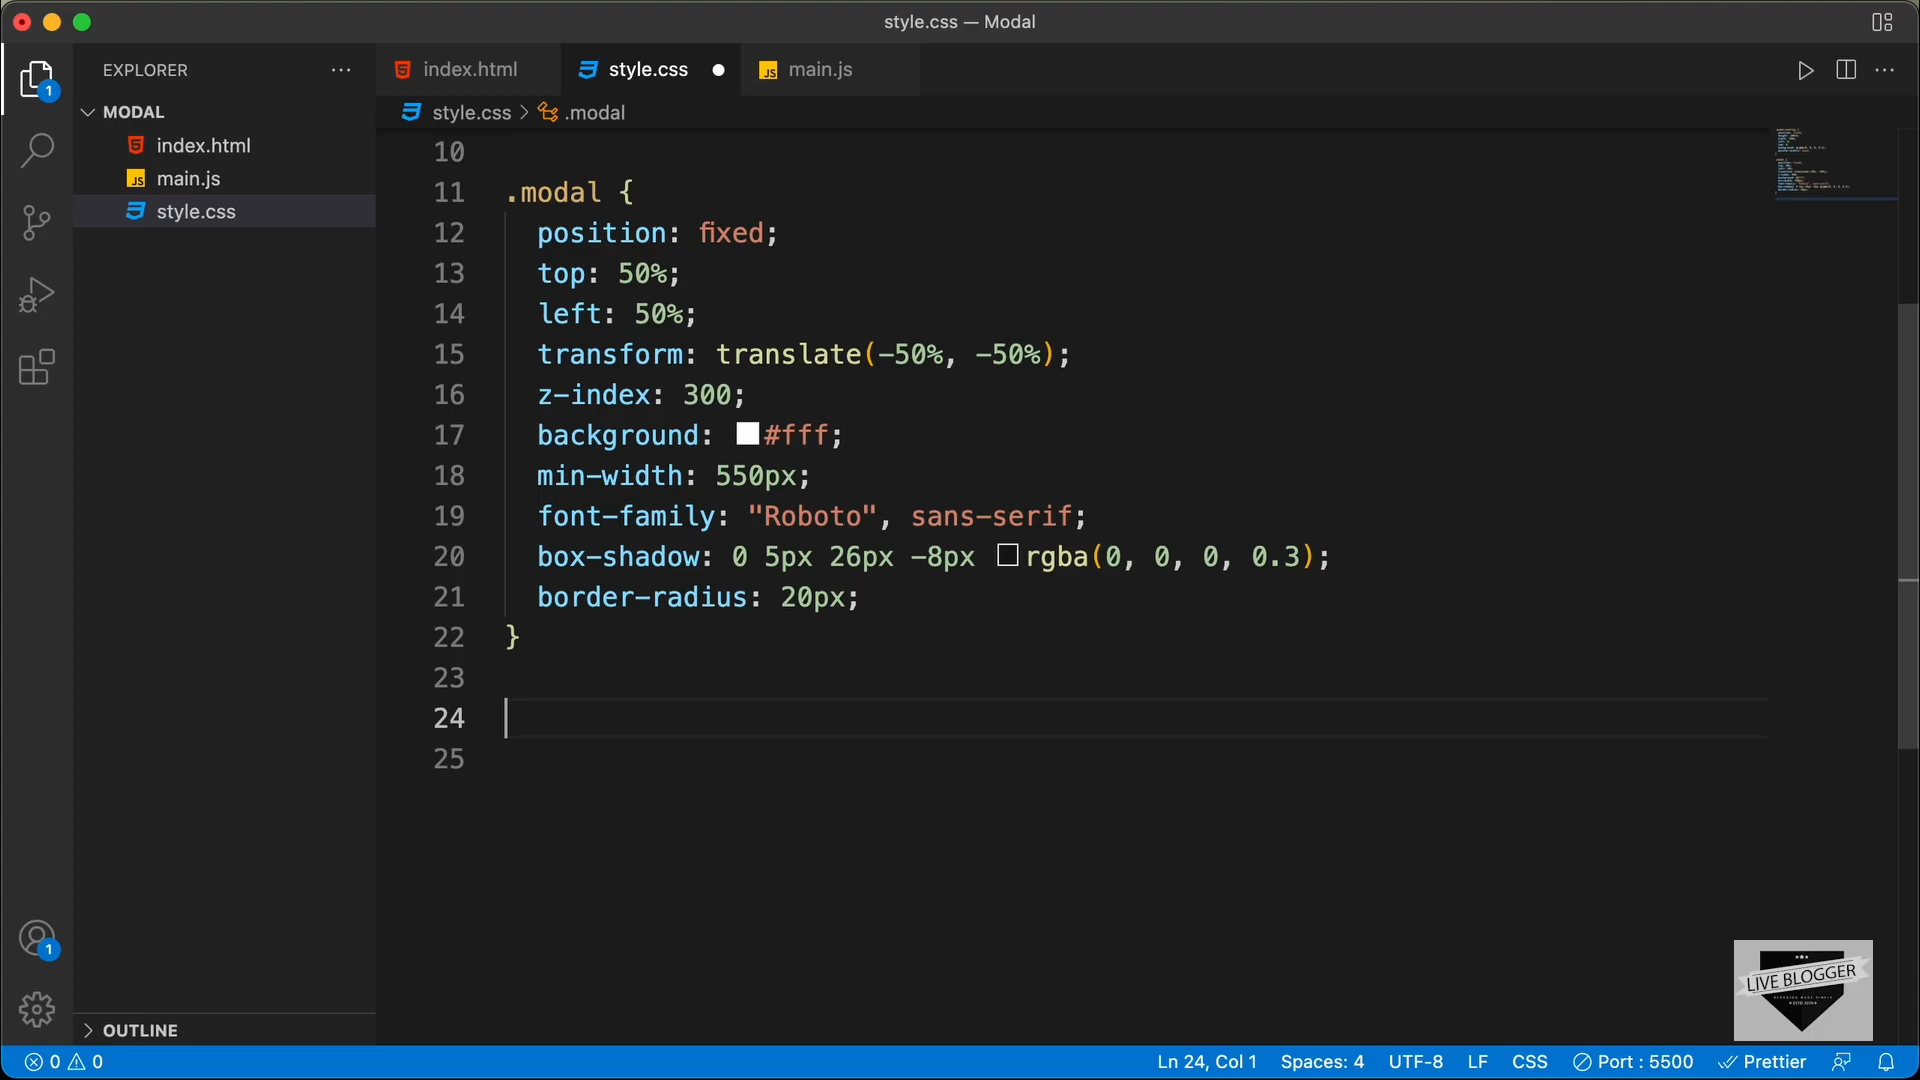 style.css — Modal
EXPLORER
index.html
style.css
JS main.js
1
MODAL
index.html
JS main.js
style.css
style.css > .modal
10
11 .modal {
12 position: fixed;
13 top: 50%;
14 left: 50%;
15 transform: translate(-50%, -50%);
16 z-index: 300;
17 background: #fff;
18 min-width: 550px;
19 font-family: "Roboto", sans-serif;
20 box-shadow: 0 5px 26px -8px rgba(0, 0, 0, 0.3);
21 border-radius: 20px;
22 }
23
24
25
1
OUTLINE
LIVE BLOGGER
0 0
Ln 24, Col 1 Spaces: 4 UTF-8 LF CSS Port : 5500 Prettier